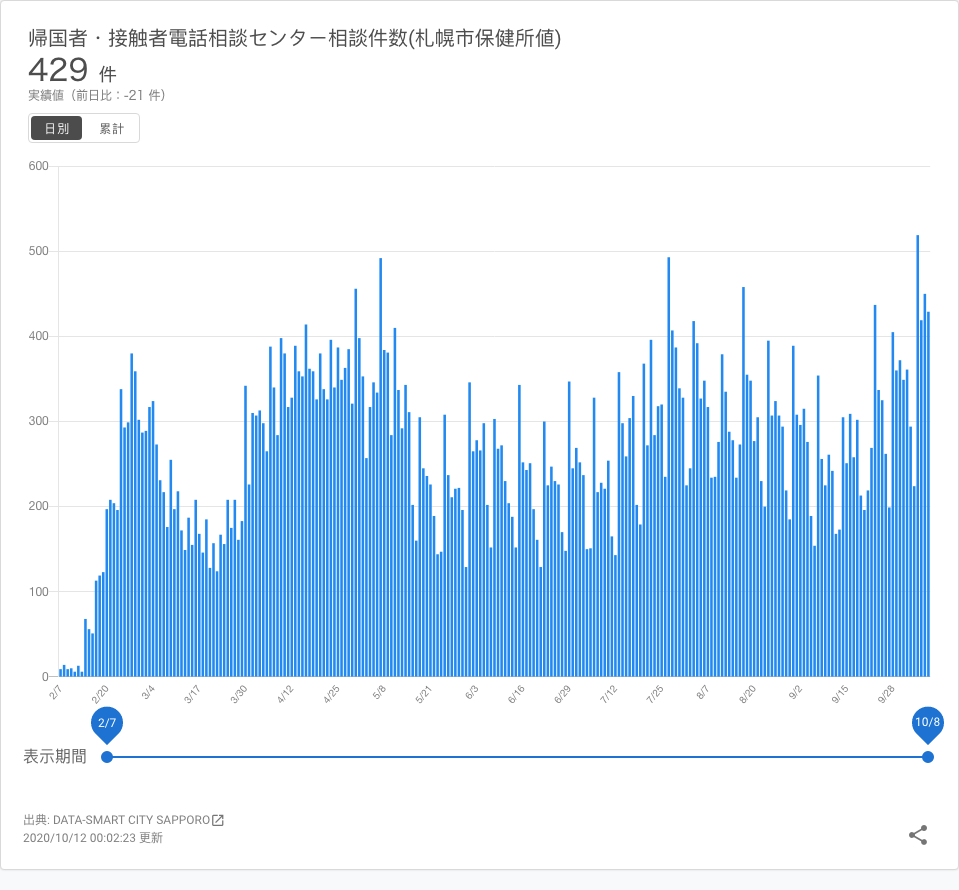 帰国者・接触者電話相談センター相談件数(札幌市保健所値)
429 件
実績値（前日比：-21 件）
日別 累計
600
500
400
300
200
100
0
2/7 2/20 3/4 3/17 3/30 4/12 4/25 5/8 5/21 6/3 6/16 6/29 7/12 7/25 8/7 8/20 9/2 9/15 9/28
2/7 10/8
表示期間
出典: DATA-SMART CITY SAPPORO
2020/10/12 00:02:23 更新